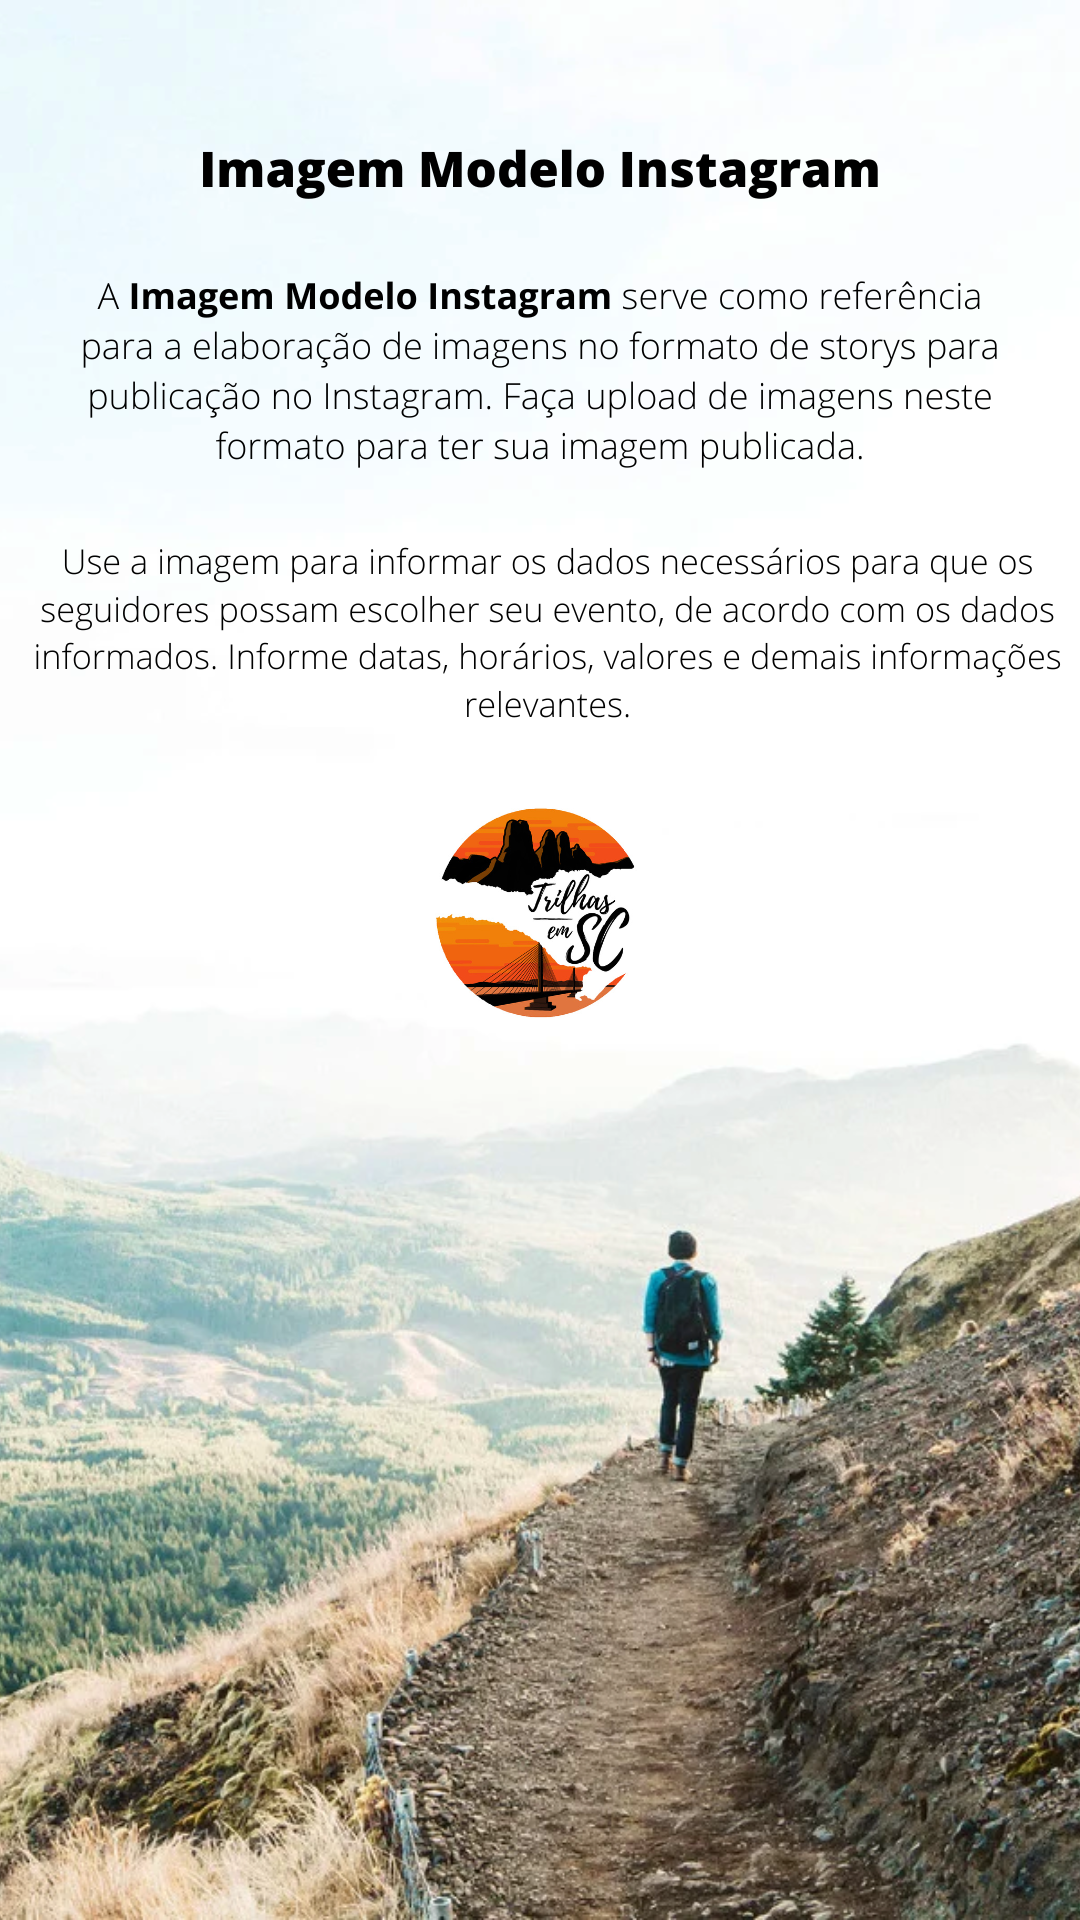 Imagem Modelo Instagram
A Imagem Modelo Instagram serve como referência
para a elaboração de imagens no formato de storys para
publicação no Instagram. Faça upload de imagens neste
formato para ter sua imagem publicada.
Use a imagem para informar os dados necessários para que os
seguidores possam escolher seu evento, de acordo com os dados
informados. Informe datas, horários, valores e demais informações
relevantes.
Trilhas
em SC